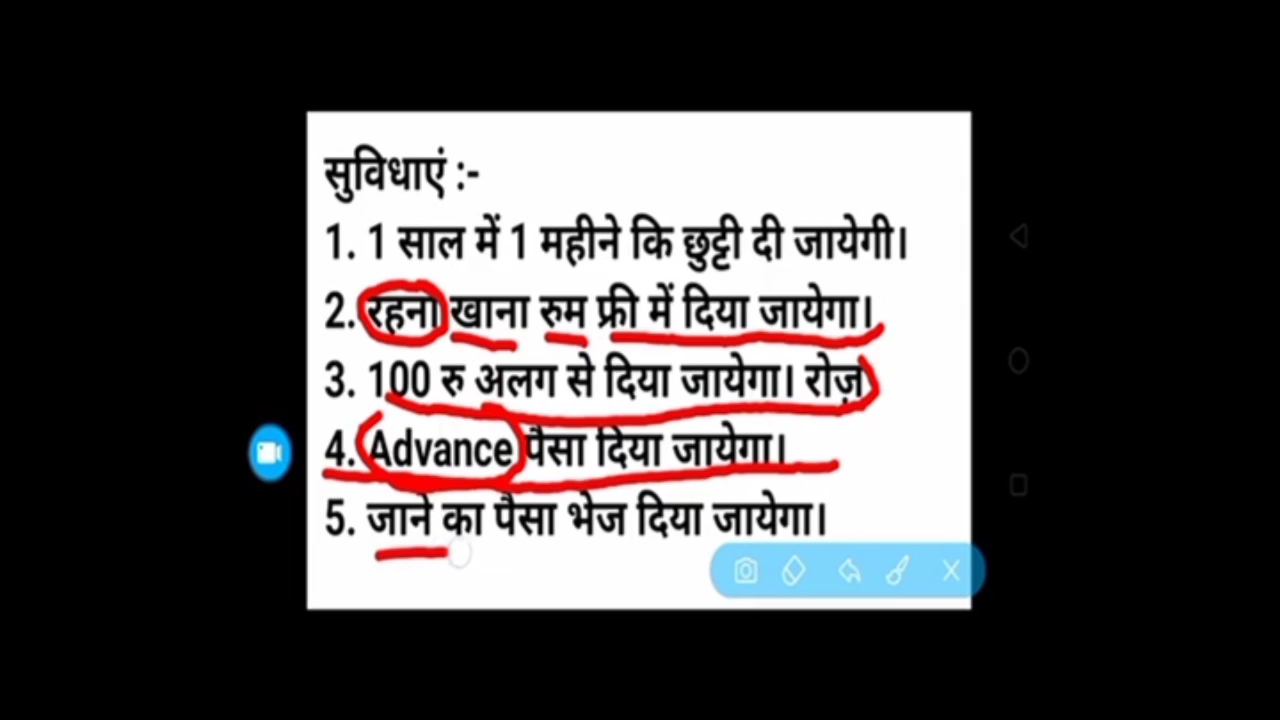 सुविधाएं :-
1. 1 साल में 1 महीने कि छुट्टी दी जायेगी।
2. रहना खाना रुम फ्री में दिया जायेगा।
3. 100 रु अलग से दिया जायेगा। रोज़
4. Advance पैसा दिया जायेगा।
5. जाने का पैसा भेज दिया जायेगा।